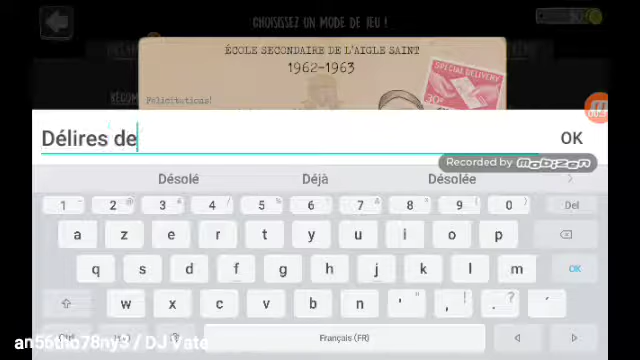 CHOISISSEZ UN MODE DE JEU !
ÉCOLE SECONDAIRE DE L'AIGLE SAINT
1962-1963
SPECIAL DELIVERY
Félicitations!
Délires de
OK
Recorded by Mobizen
Désolé Déjà Désolée
1 2 3 4 5 6 7 8 9 0 Del
a z e r t y u i o p
q s d f g h j k l m OK
w x c v b n ' , ! . ? ´
Français (FR)
an56tho78ny3 / DJ Vate